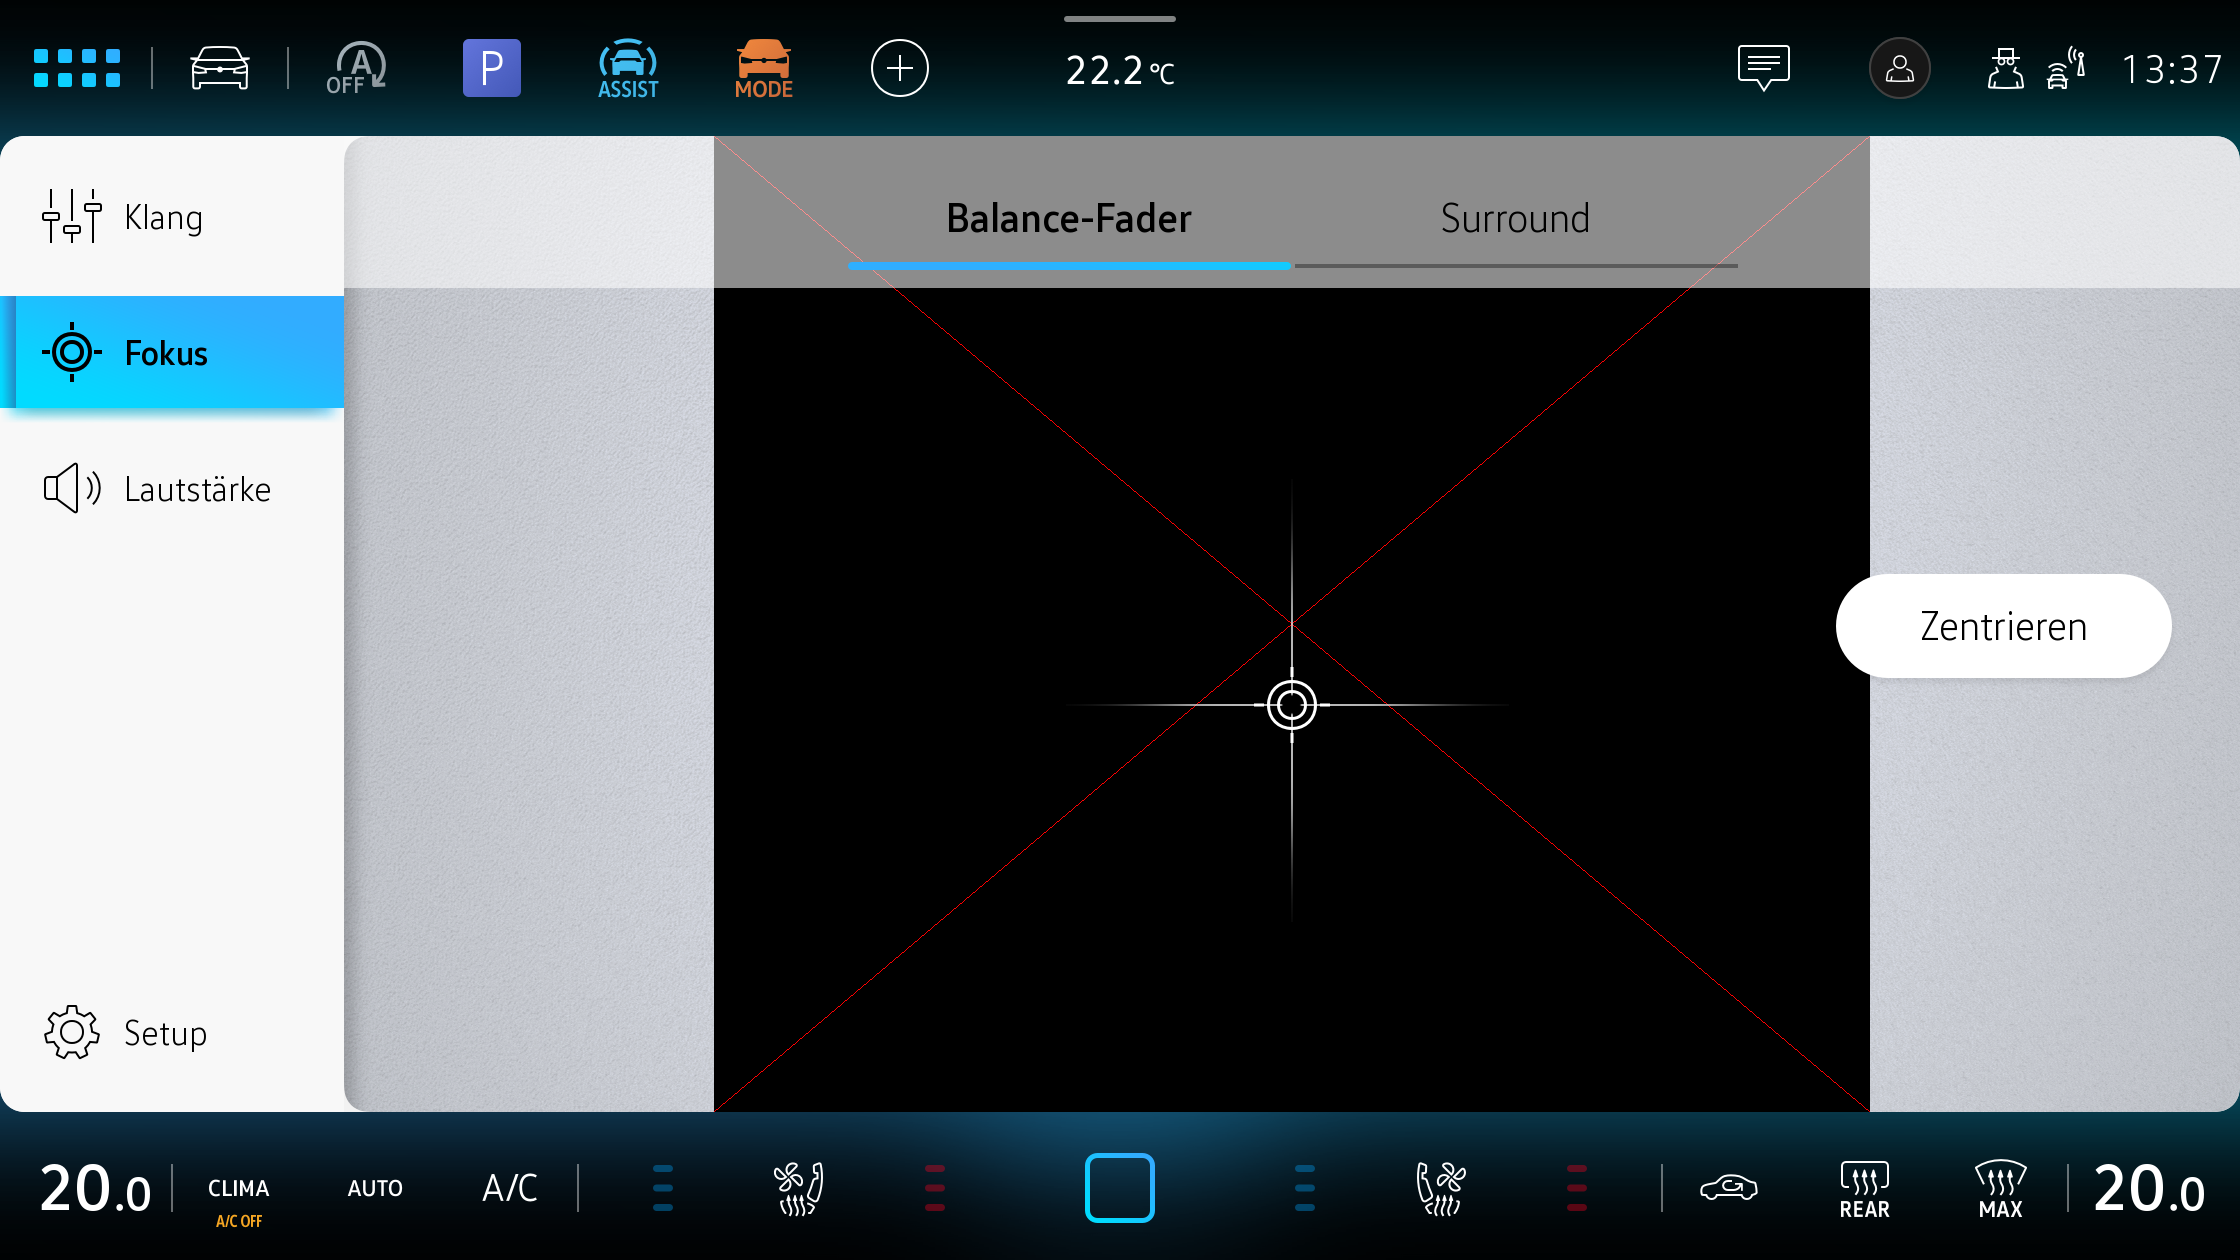 A
OFF
P
ASSIST
MODE
22.2 °C
13:37
Klang
Balance-Fader
Surround
Fokus
Lautstärke
Zentrieren
Setup
20.0
CLIMA
A/C OFF
AUTO
A/C
REAR
MAX
20.0